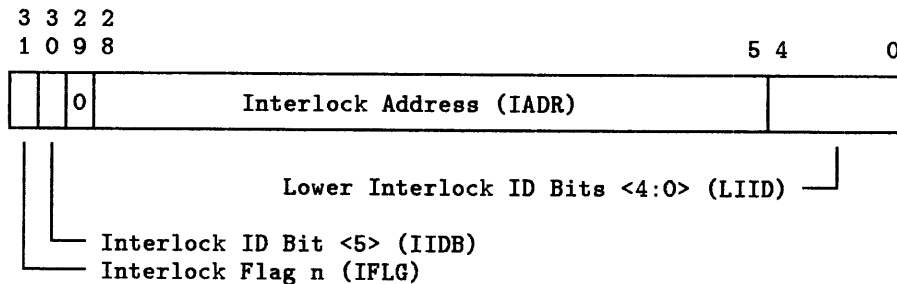 3 3 2 2
1 0 9 8 5 4 0
0 Interlock Address (IADR)
Lower Interlock ID Bits <4:0> (LIID)
Interlock ID Bit <5> (IIDB)
Interlock Flag n (IFLG)